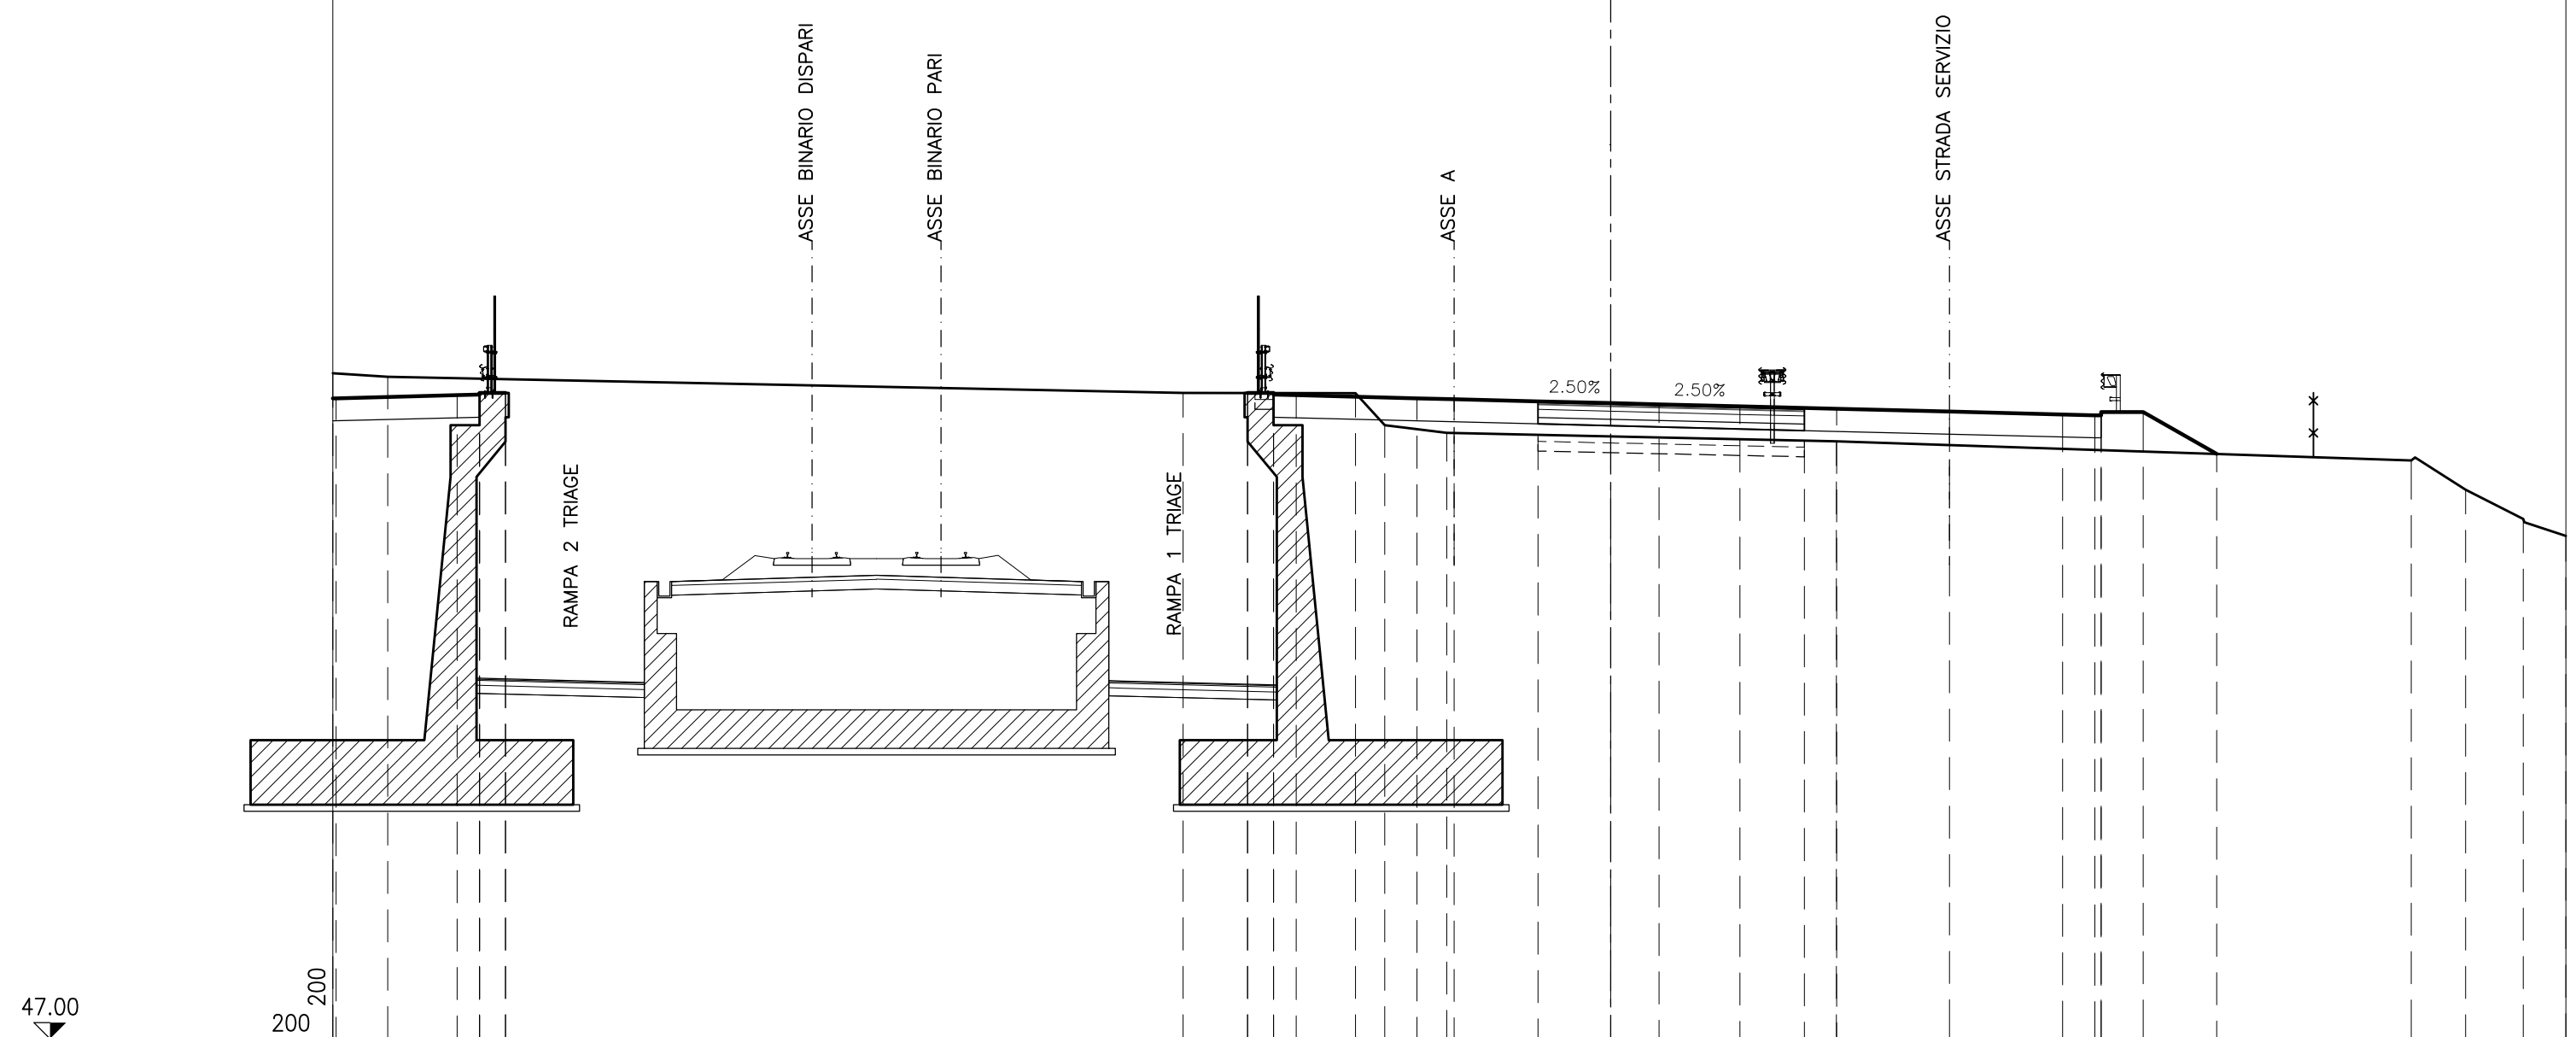 ASSE BINARIO DISPARI
ASSE BINARIO PARI
ASSE A
ASSE STRADA SERVIZIO
2.50%
2.50%
RAMPA 2 TRIAGE
RAMPA 1 TRIAGE
200
47.00
200